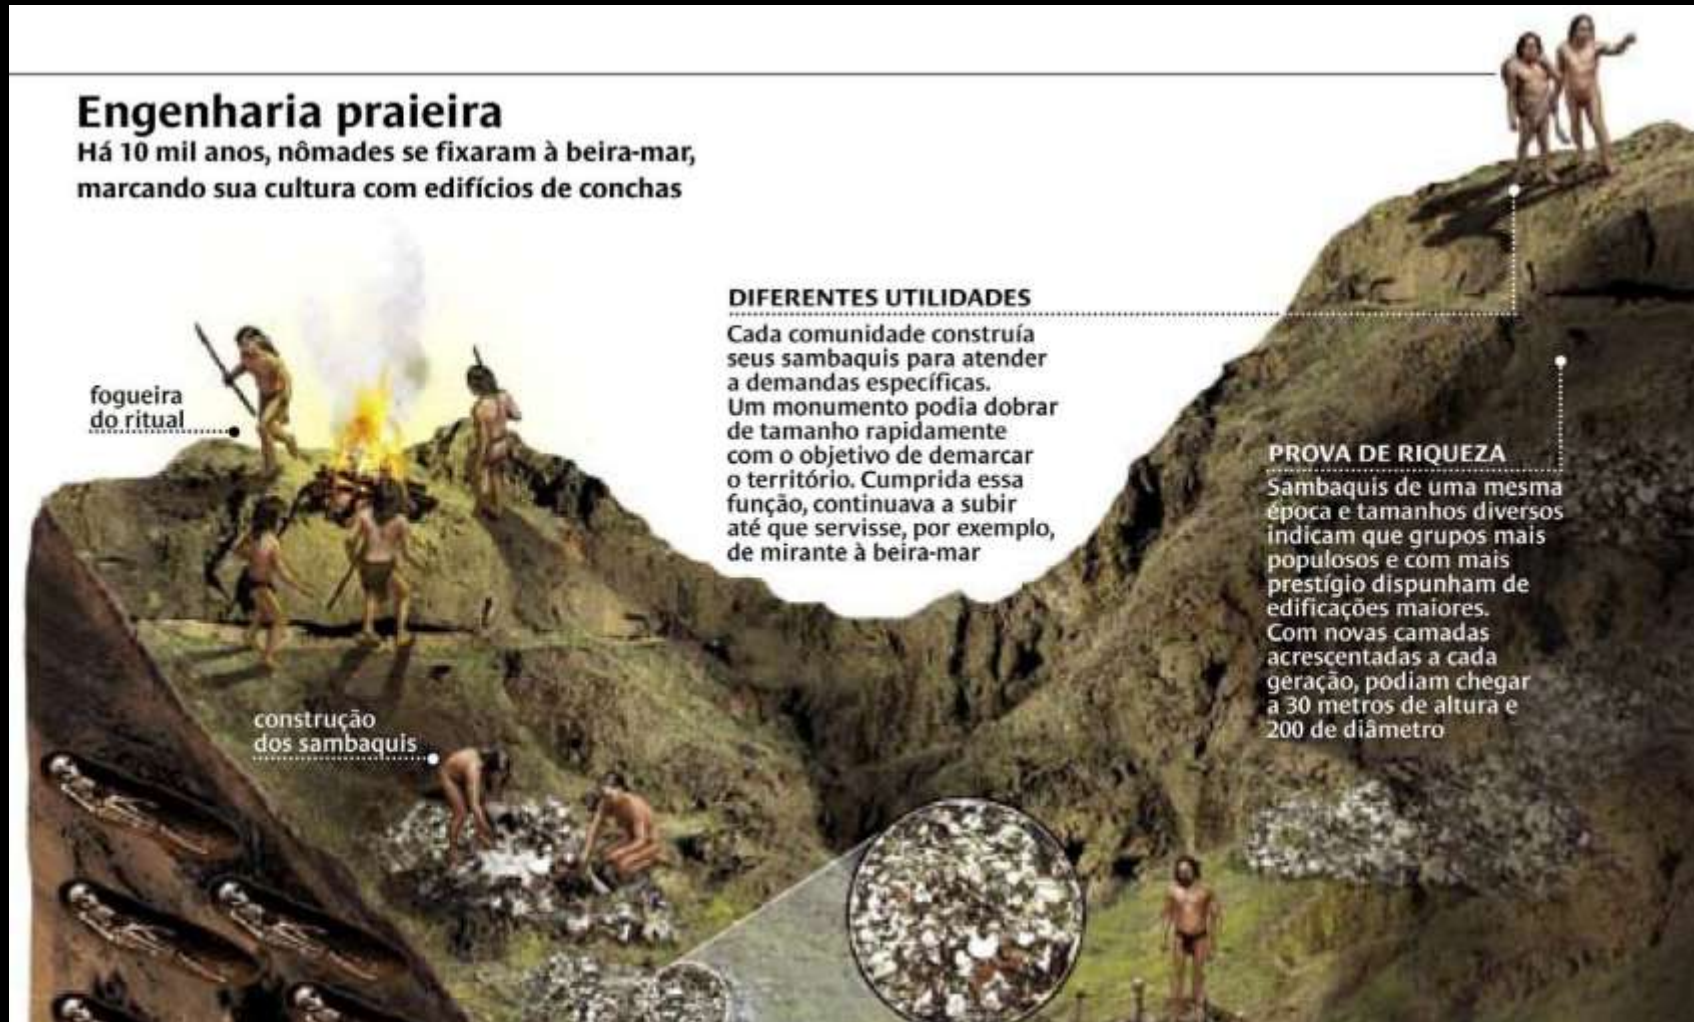 Engenharia praieira
Há 10 mil anos, nômades se fixaram à beira-mar,
marcando sua cultura com edifícios de conchas
fogueira
do ritual
DIFERENTES UTILIDADES
Cada comunidade construía
seus sambaquis para atender
a demandas específicas.
Um monumento podia dobrar
de tamanho rapidamente
com o objetivo de demarcar
o território. Cumprida essa
função, continuava a subir
até que servisse, por exemplo,
de mirante à beira-mar
PROVA DE RIQUEZA
Sambaquis de uma mesma
época e tamanhos diversos
indicam que grupos mais
populosos e com mais
prestígio dispunham de
edificações maiores.
Com novas camadas
acrescentadas a cada
geração, podiam chegar
a 30 metros de altura e
200 de diâmetro
construção
dos sambaquis